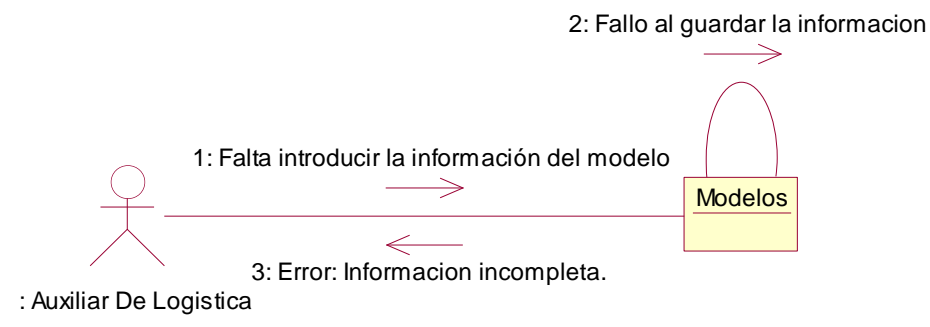 2: Fallo al guardar la informacion
1: Falta introducir la información del modelo
Modelos
3: Error: Informacion incompleta.
: Auxiliar De Logistica